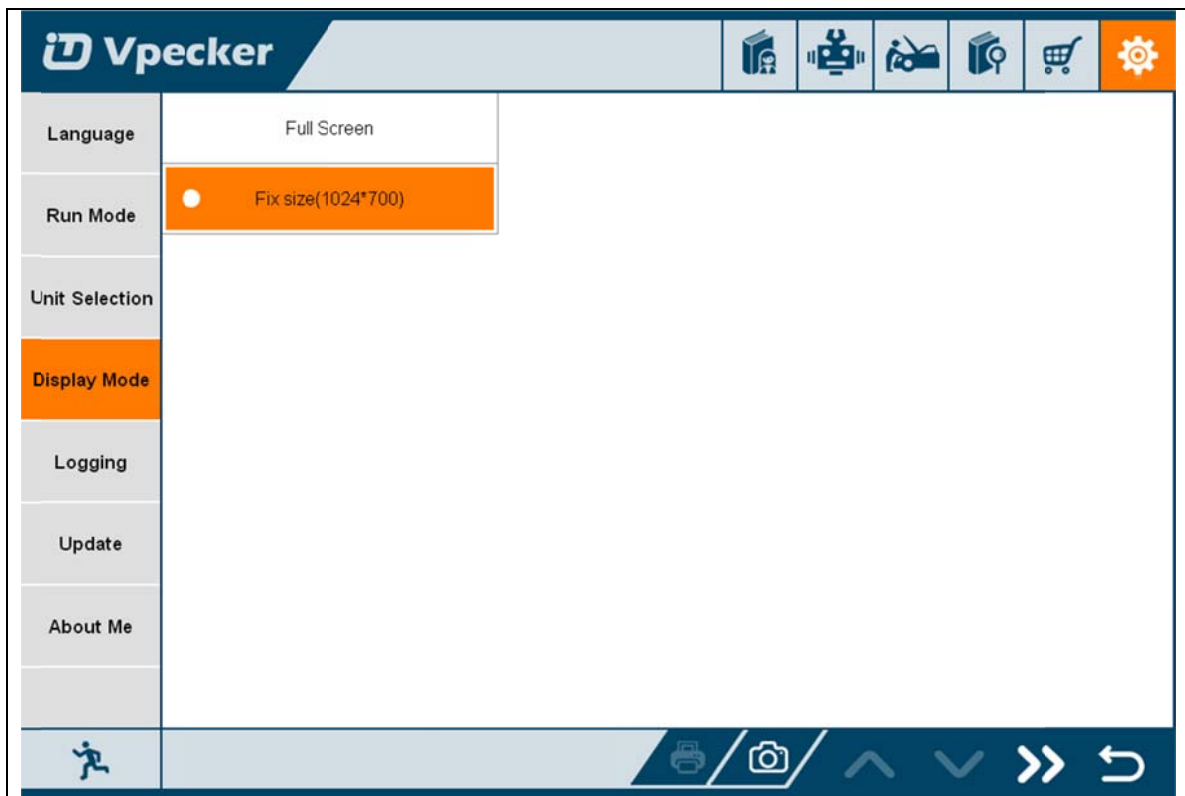 Vpecker
Language
Full Screen
Fix size(1024*700)
Run Mode
Unit Selection
Display Mode
Logging
Update
About Me